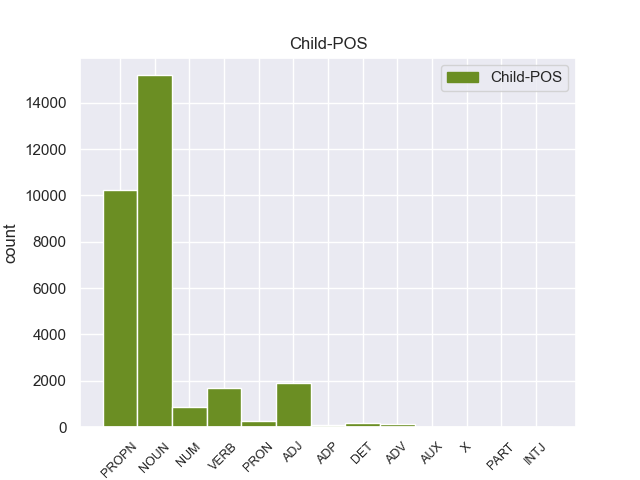 Child-POS
Child-POS
14000
12000
10000
8000
6000
4000
2000
0
count
PROPN
NOUN
NUM
VERB
PRON
ADJ
ADP
DET
ADV
AUX
X
PART
INTJ